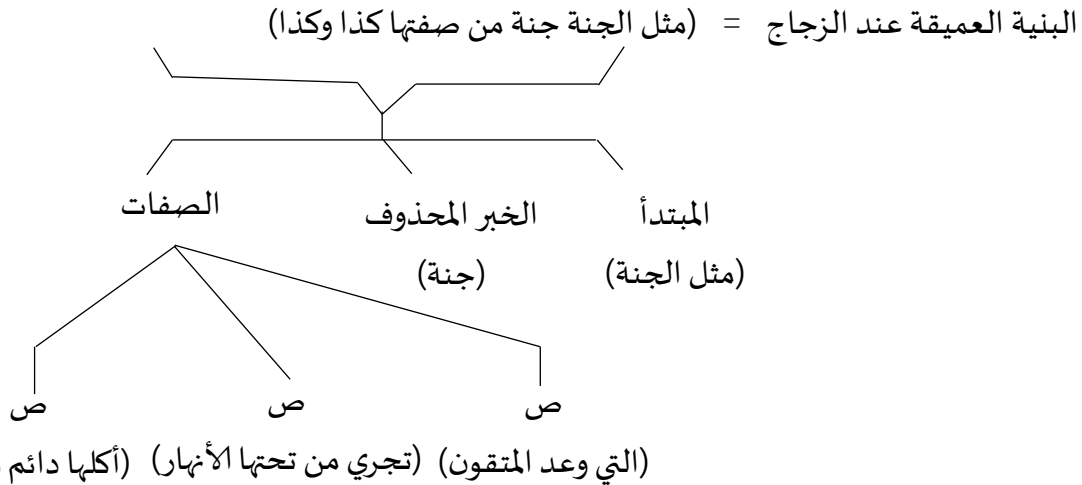 البنية العميقة عند الزجاج = (مثل الجنة جنة من صفتها كذا وكذا)
المبتدأ الخبر المحذوف الصفات
(مثل الجنة) (جنة)
ص ص ص
(التي وعد المتقون) (تجري من تحتها الأنهار) (أكلها دائم